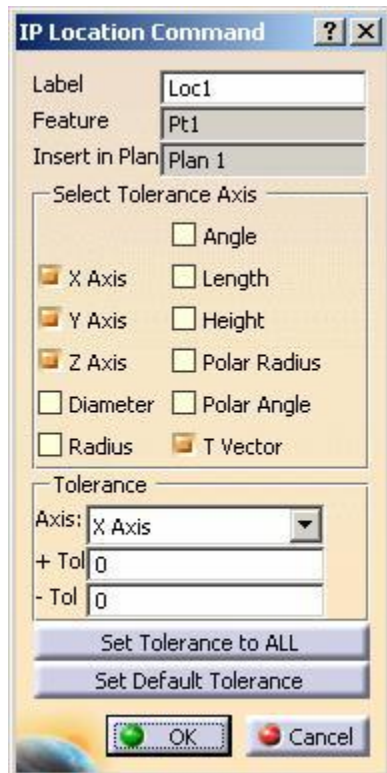 IP Location Command
Label Loc1
Feature Pt1
Insert in Plan Plan 1
Select Tolerance Axis
Angle
X Axis Length
Y Axis Height
Z Axis Polar Radius
Diameter Polar Angle
Radius T Vector
Tolerance
Axis: X Axis
+ Tol 0
- Tol 0
Set Tolerance to ALL
Set Default Tolerance
OK Cancel